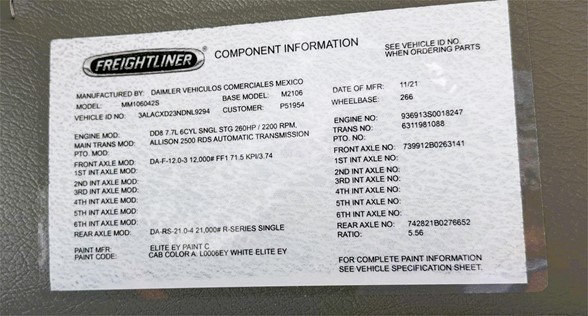 FREIGHTLINER
COMPONENT INFORMATION
SEE VEHICLE ID NO.
WHEN ORDERING PARTS
MANUFACTURED BY: DAIMLER VEHICULOS COMERCIALES MEXICO
MODEL: MM106042S BASE MODEL: M2106
VEHICLE ID NO: 3ALACXD23NDNL9294 CUSTOMER: P51954
DATE OF MFR: 11/21
WHEELBASE: 266
ENGINE MOD: DD8 7.7L 6CYL SNGL STG 260HP / 2200 RPM,
MAIN TRANS MOD: ALLISON 2500 RDS AUTOMATIC TRANSMISSION
PTO. MOD:
FRONT AXLE MOD: DA-F-12.0-3 12,000# FF1 71.5 KPI/3.74
1ST INT AXLE MOD:
2ND INT AXLE MOD:
3RD INT AXLE MOD:
4TH INT AXLE MOD:
5TH INT AXLE MOD:
6TH INT AXLE MOD:
REAR AXLE MOD: DA-RS-21.0-4 21,000# R-SERIES SINGLE
ENGINE NO: 936913S0018247
TRANS NO: 6311981088
PTO. MOD:
FRONT AXLE NO: 739912B0263141
1ST INT AXLE NO:
2ND INT AXLE NO:
3RD INT AXLE NO:
4TH INT AXLE NO:
5TH INT AXLE NO:
6TH INT AXLE NO:
REAR AXLE NO: 742821B0276652
RATIO: 5.56
PAINT MFR: ELITE EY PAINT C
PAINT CODE: CAB COLOR A: L0006EY WHITE ELITE EY
FOR COMPLETE PAINT INFORMATION
SEE VEHICLE SPECIFICATION SHEET.